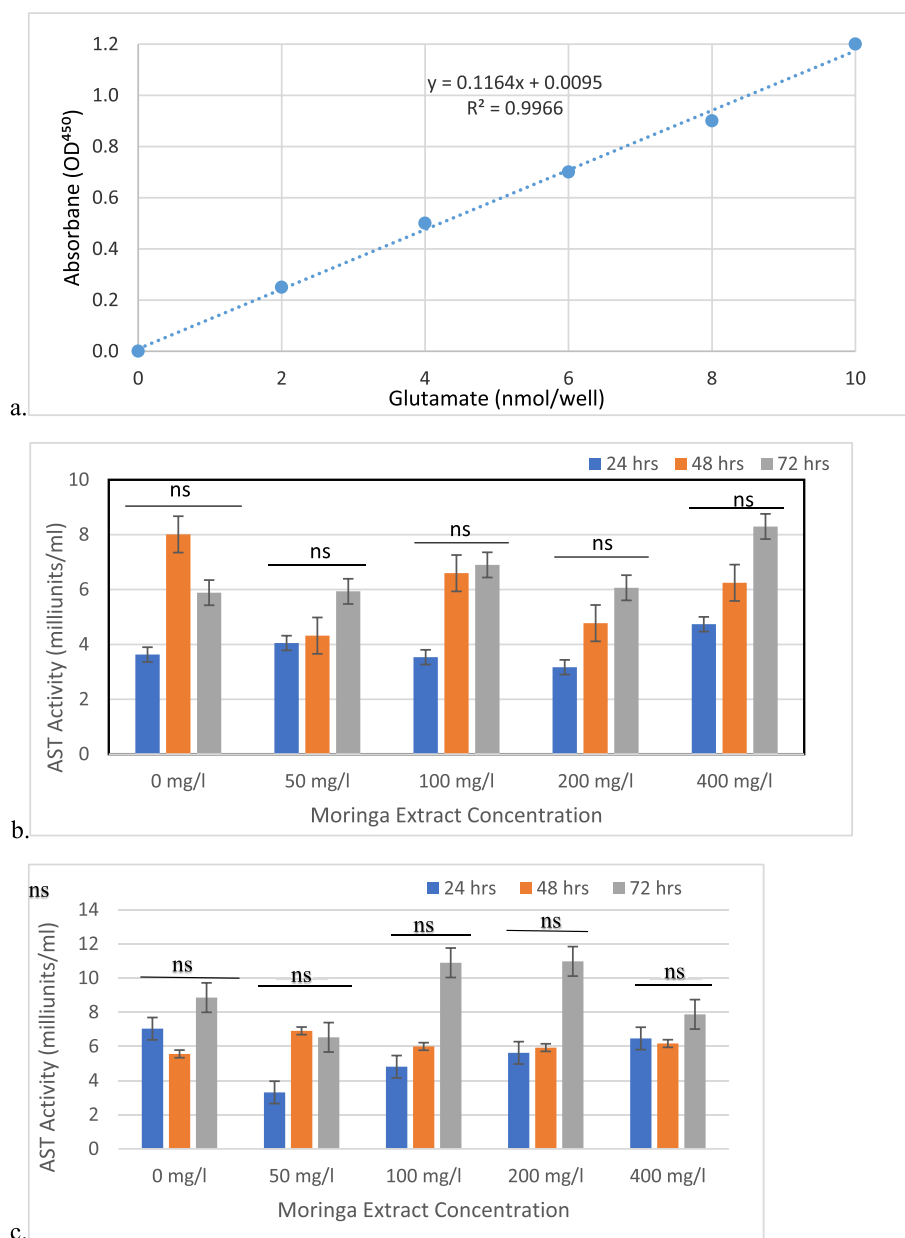 1.2
1.0
0.8
0.6
0.4
0.2
0.0
Absorbane (OD⁴⁵⁰)
y = 0.1164x + 0.0095
R² = 0.9966
0 2 4 6 8 10
Glutamate (nmol/well)
a.
24 hrs 48 hrs 72 hrs
10
8
6
4
2
0
AST Activity (milliunits/ml)
ns
ns
ns
ns
ns
0 mg/l 50 mg/l 100 mg/l 200 mg/l 400 mg/l
Moringa Extract Concentration
b.
ns
24 hrs 48 hrs 72 hrs
14
12
10
8
6
4
2
0
AST Activity (milliunits/ml)
ns
ns
ns
ns
ns
0 mg/l 50 mg/l 100 mg/l 200 mg/l 400 mg/l
Moringa Extract Concentration
c.